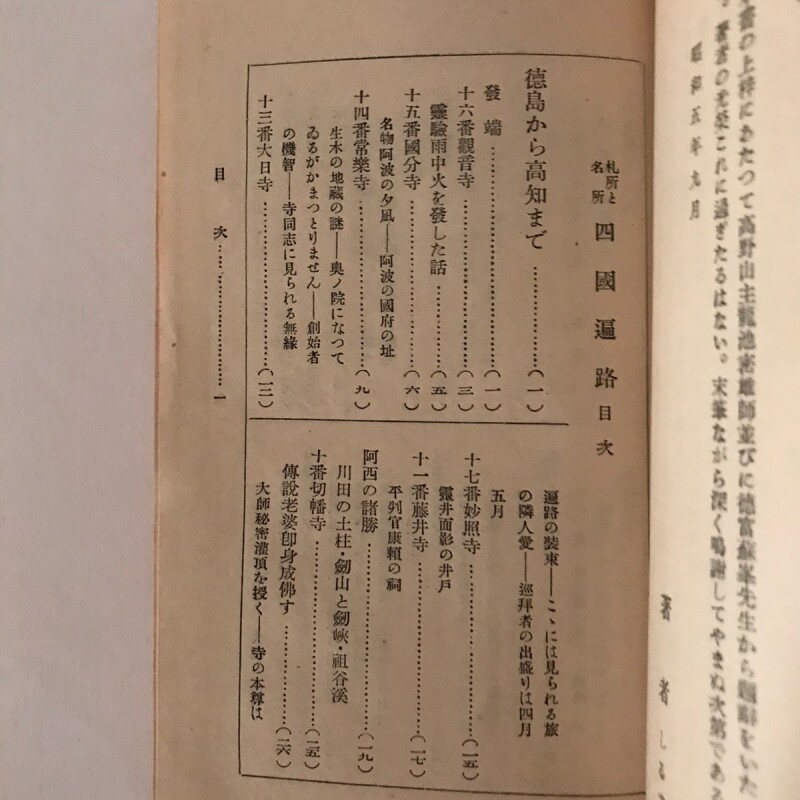 書の上梓にあたつて高野山主龍池密雄師並びに德富蘇峯先生から題辭をいた
著者の光榮これに過ぎたるはない。末筆ながら深く鳴謝してやまぬ次第である
昭和五年九月
著者しる
札所と
名所
四國遍路目次
德島から高知まで…………(一)
發端…………(一)
十六番觀音寺…………(三)
靈驗雨中火を發した話…………(五)
十五番國分寺…………(六)
名物阿波の夕凪――阿波の國府の址
十四番常樂寺…………(九)
生木の地藏の謎――奥ノ院になつて
ゐるがかまつとりません――創始者
の機智――寺同志に見られる無緣
十三番大日寺…………(一三)
遍路の裝束――こゝには見られる旅
の隣人愛――巡拜者の出盛りは四月
五月
十七番妙照寺…………(一五)
靈井面影の井戸
十一番藤井寺…………(一七)
平判官康賴の祠
阿西の諸勝…………(一九)
川田の土柱・劒山と劒峽・祖谷溪
十番切幡寺…………(二五)
傳說老婆卽身成佛す…………(二六)
大師秘密灌頂を授く――寺の本尊は
目次…………一